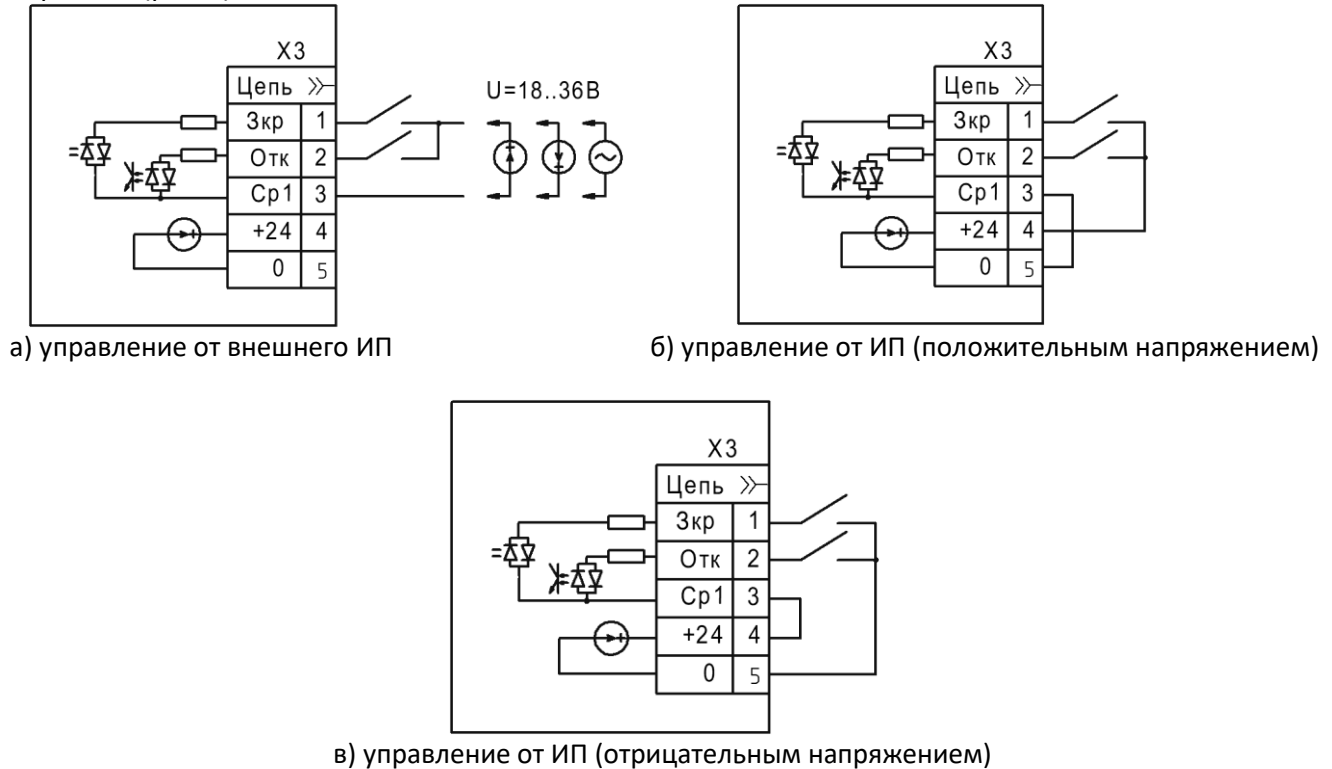 X3
Цепь
Зкр 1
Отк 2
Ср1 3
+24 4
0 5
U=18..36В
а) управление от внешнего ИП
X3
Цепь
Зкр 1
Отк 2
Ср1 3
+24 4
0 5
б) управление от ИП (положительным напряжением)
X3
Цепь
Зкр 1
Отк 2
Ср1 3
+24 4
0 5
в) управление от ИП (отрицательным напряжением)